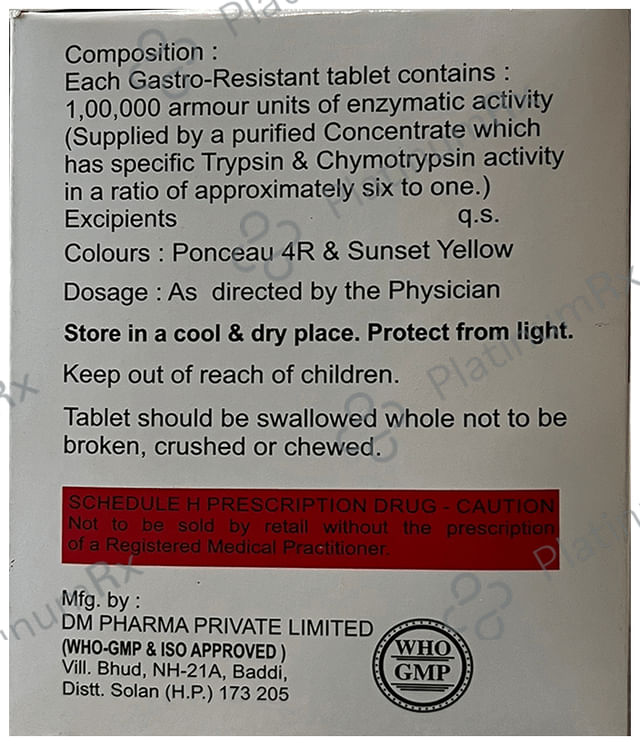 Composition :
Each Gastro-Resistant tablet contains :
1,00,000 armour units of enzymatic activity
(Supplied by a purified Concentrate which
has specific Trypsin & Chymotrypsin activity
in a ratio of approximately six to one.)
Excipients q.s.
Colours : Ponceau 4R & Sunset Yellow
Dosage : As directed by the Physician
Store in a cool & dry place. Protect from light.
Keep out of reach of children.
Tablet should be swallowed whole not to be
broken, crushed or chewed.
SCHEDULE H PRESCRIPTION DRUG - CAUTION
Not to be sold by retail without the prescription
of a Registered Medical Practitioner.
Mfg. by :
DM PHARMA PRIVATE LIMITED
(WHO-GMP & ISO APPROVED )
Vill. Bhud, NH-21A, Baddi,
Distt. Solan (H.P.) 173 205
WHO
GMP
PlatinumRx
PlatinumRx
PlatinumRx